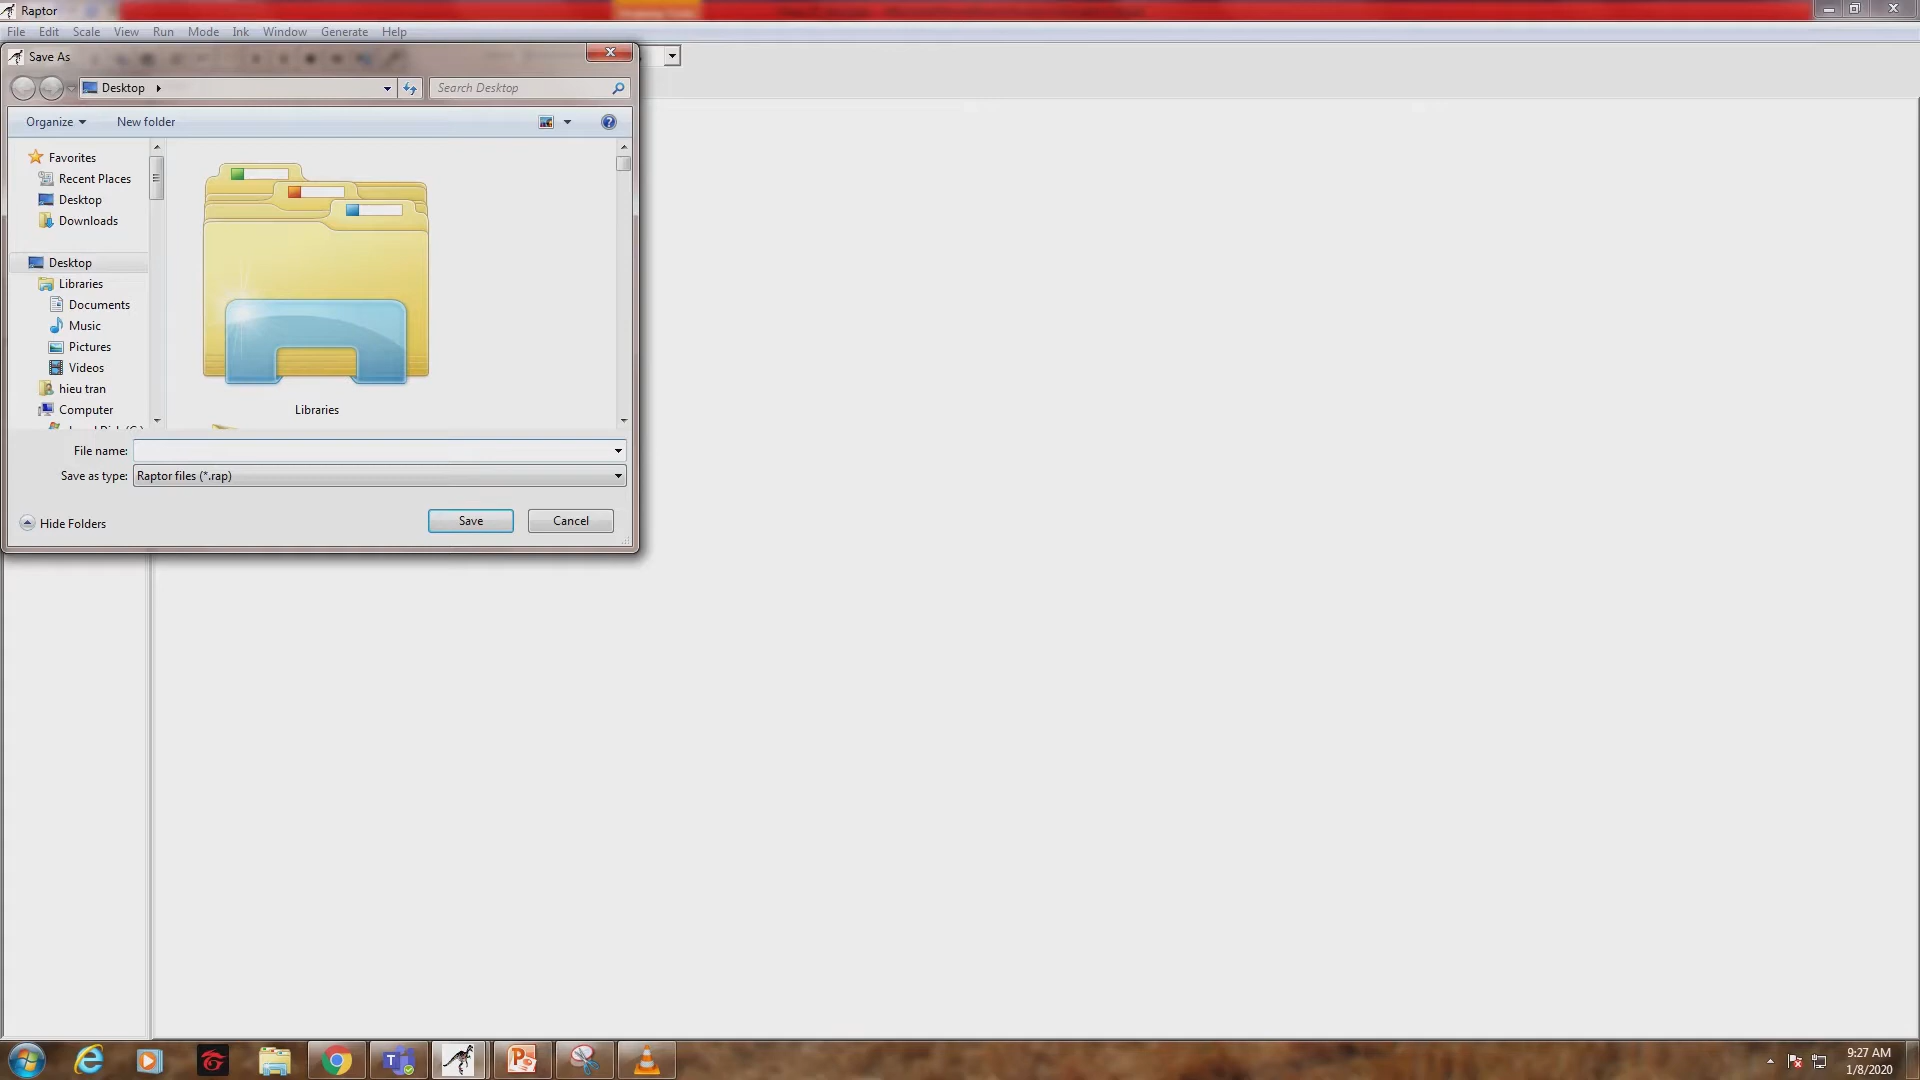 Raptor
File Edit Scale View Run Mode Ink Window Generate Help
Save As
Desktop
Search Desktop
Organize New folder
Favorites
Recent Places
Desktop
Downloads
Desktop
Libraries
Documents
Music
Pictures
Videos
hieu tran
Computer
Libraries
File name:
Save as type: Raptor files (*.rap)
Hide Folders
Save Cancel
9:27 AM
1/8/2020